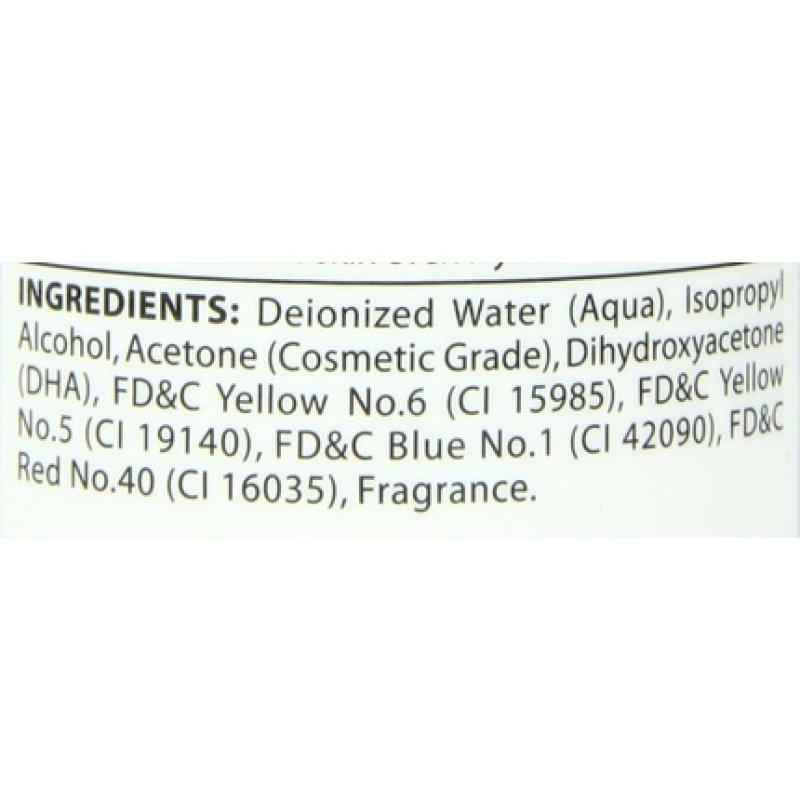 INGREDIENTS: Deionized Water (Aqua), Isopropyl
Alcohol, Acetone (Cosmetic Grade), Dihydroxyacetone
(DHA), FD&C Yellow No.6 (CI 15985), FD&C Yellow
No.5 (CI 19140), FD&C Blue No.1 (CI 42090), FD&C
Red No.40 (CI 16035), Fragrance.